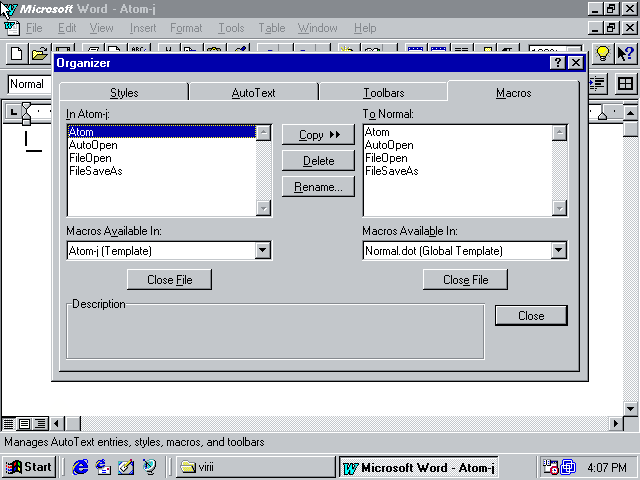 Microsoft Word - Atom-j
File Edit View Insert Format Tools Table Window Help
Normal
Organizer
Styles AutoText Toolbars Macros
In Atom-j: To Normal:
Atom Copy Atom
AutoOpen AutoOpen
FileOpen Delete FileOpen
FileSaveAs FileSaveAs
Rename...
Macros Available In: Macros Available In:
Atom-j (Template) Normal.dot (Global Template)
Close File Close File
Description
Close
Manages AutoText entries, styles, macros, and toolbars
Start virii Microsoft Word - Atom-j 4:07 PM